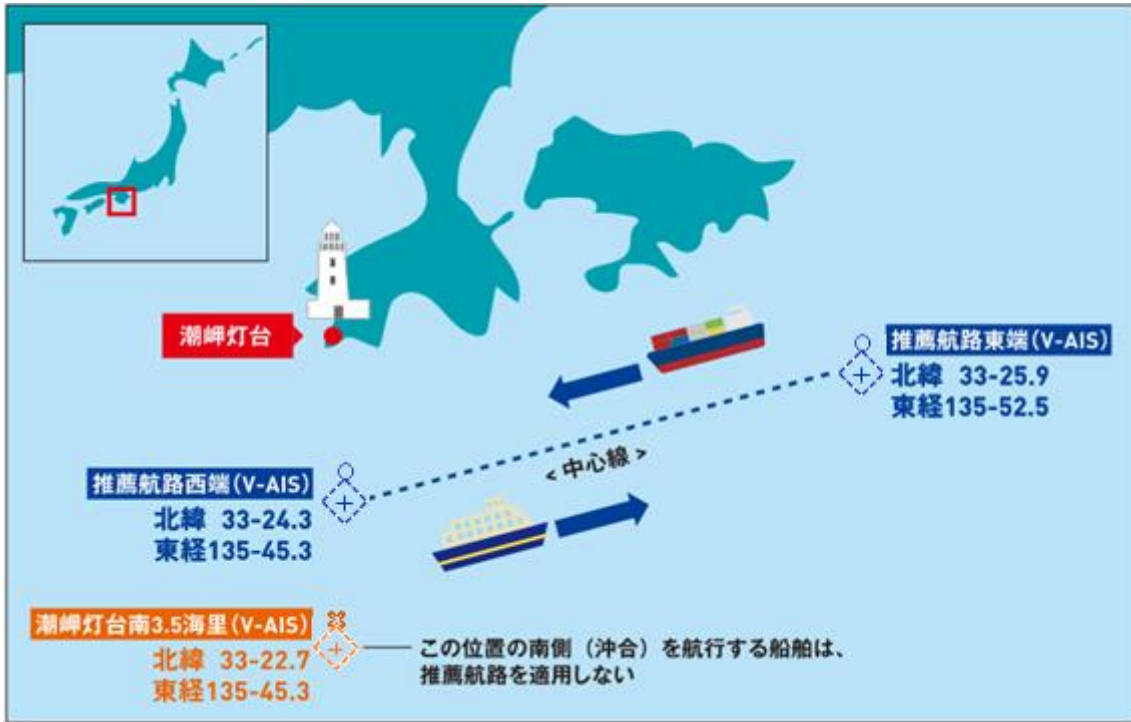 潮岬灯台
推薦航路東端(V-AIS)
北緯 33-25.9
東経135-52.5
< 中心線 >
推薦航路西端(V-AIS)
北緯 33-24.3
東経135-45.3
潮岬灯台南3.5海里(V-AIS)
北緯 33-22.7
東経135-45.3
この位置の南側（沖合）を航行する船舶は、
推薦航路を適用しない